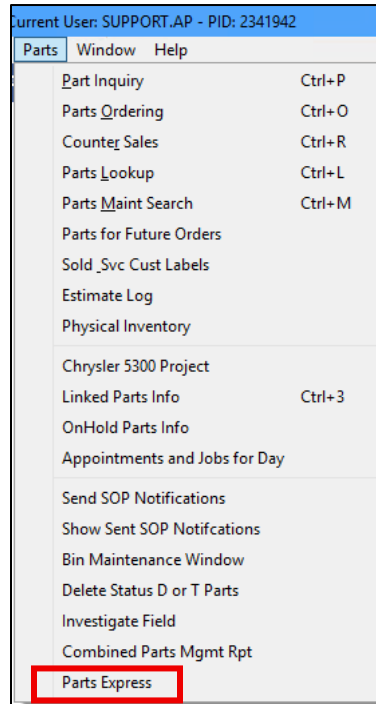 Current User: SUPPORT.AP - PID: 2341942
Parts Window Help
Part Inquiry Ctrl+P
Parts Ordering Ctrl+O
Counter Sales Ctrl+R
Parts Lookup Ctrl+L
Parts Maint Search Ctrl+M
Parts for Future Orders
Sold_Svc Cust Labels
Estimate Log
Physical Inventory
Chrysler 5300 Project
Linked Parts Info Ctrl+3
OnHold Parts Info
Appointments and Jobs for Day
Send SOP Notifications
Show Sent SOP Notifcations
Bin Maintenance Window
Delete Status D or T Parts
Investigate Field
Combined Parts Mgmt Rpt
Parts Express